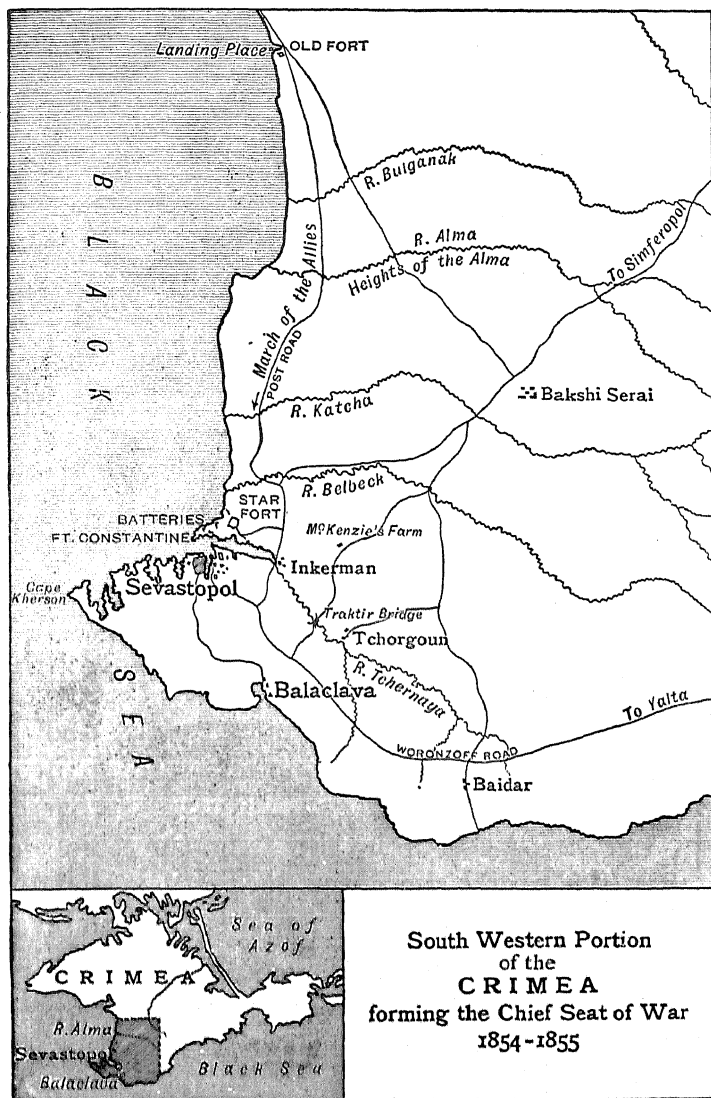 Landing Place
OLD FORT
R. Bulganak
BLACK
R. Alma
Heights of the Alma
To Simferopol
March of the Allies
POST ROAD
R. Katcha
Bakshi Serai
R. Belbeck
STAR
FORT
BATTERIES
FT. CONSTANTINE
McKenzie's Farm
Inkerman
Cape
Kherson
Sevastopol
Traktir Bridge
Tchorgoun
R. Tchernaya
SEA
Balaclava
To Yalta
WORONZOFF ROAD
Baidar
Sea of
Azof
CRIMEA
R. Alma
Sevastopol
Balaclava
Black Sea
South Western Portion
of the
CRIMEA
forming the Chief Seat of War
1854-1855